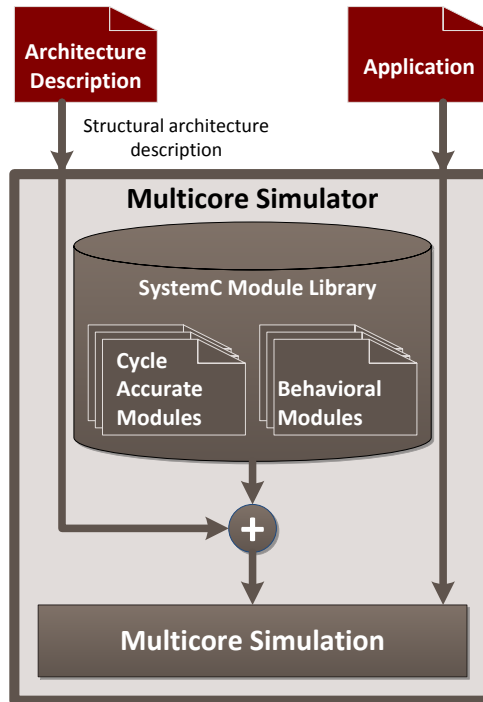 Architecture
Description
Application
Structural architecture
description
Multicore Simulator
SystemC Module Library
Cycle
Accurate
Modules
Behavioral
Modules
+
Multicore Simulation